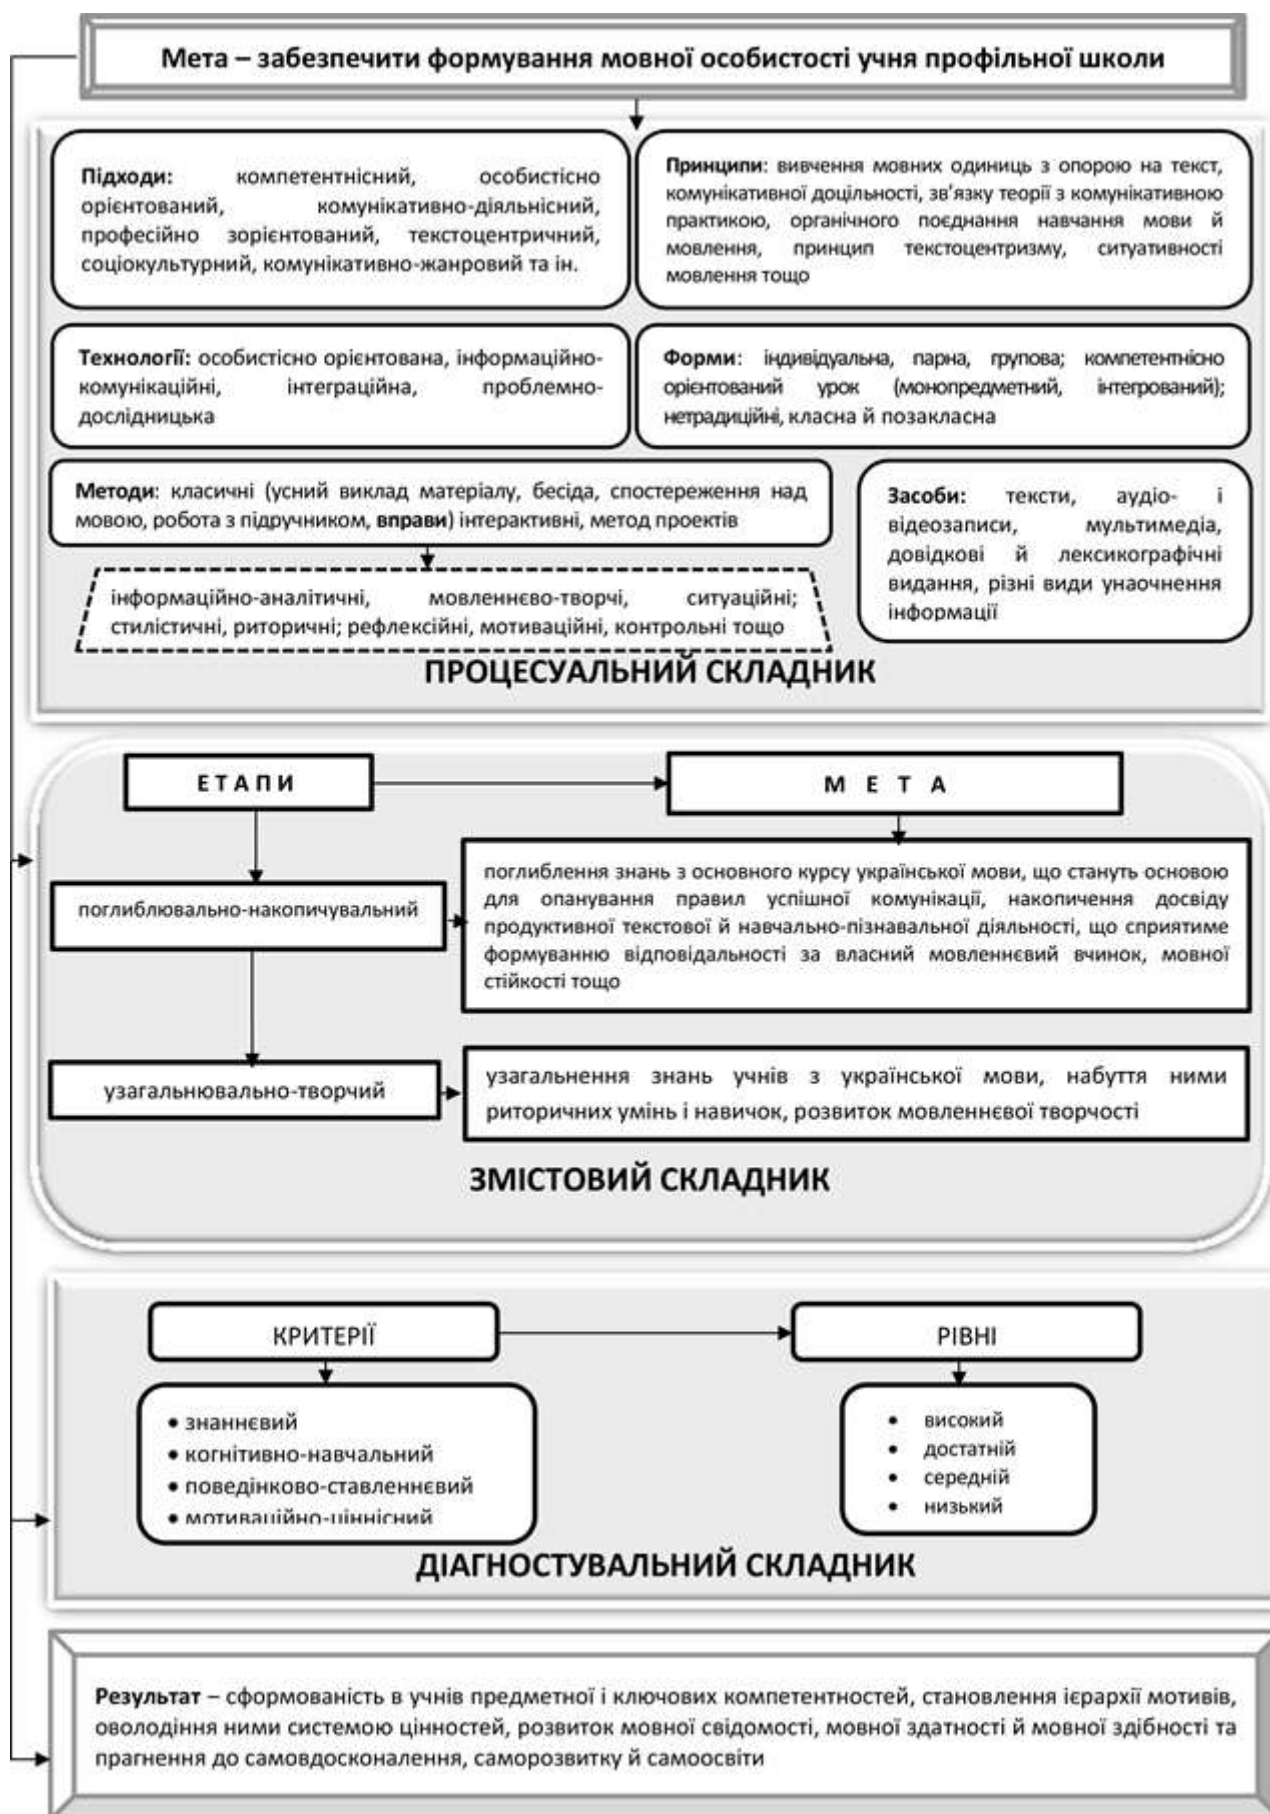 Мета – забезпечити формування мовної особистості учня профільної школи
Підходи: компетентнісний, особистісно
орієнтований, комунікативно-діяльнісний,
професійно зорієнтований, текстоцентричний,
соціокультурний, комунікативно-жанровий та ін.
Принципи: вивчення мовних одиниць з опорою на текст,
комунікативної доцільності, зв’язку теорії з комунікативною
практикою, органічного поєднання навчання мови й
мовлення, принцип текстоцентризму, ситуативності
мовлення тощо
Технології: особистісно орієнтована, інформаційно-
комунікаційні, інтеграційна, проблемно-
дослідницька
Форми: індивідуальна, парна, групова; компетентнісно
орієнтований урок (монопредметний, інтегрований);
нетрадиційні, класна й позакласна
Методи: класичні (усний виклад матеріалу, бесіда, спостереження над
мовою, робота з підручником, вправи) інтерактивні, метод проектів
Засоби: тексти, аудіо- і
відеозаписи, мультимедіа,
довідкові й лексикографічні
видання, різні види унаочнення
інформації
інформаційно-аналітичні, мовленнєво-творчі, ситуаційні;
стилістичні, риторичні; рефлексійні, мотиваційні, контрольні тощо
ПРОЦЕСУАЛЬНИЙ СКЛАДНИК
ЕТАПИ
МЕТА
поглиблювально-накопичувальний
поглиблення знань з основного курсу української мови, що стануть основою
для опанування правил успішної комунікації, накопичення досвіду
продуктивної текстової й навчально-пізнавальної діяльності, що сприятиме
формуванню відповідальності за власний мовленнєвий вчинок, мовної
стійкості тощо
узагальнювально-творчий
узагальнення знань учнів з української мови, набуття ними
риторичних умінь і навичок, розвиток мовленнєвої творчості
ЗМІСТОВИЙ СКЛАДНИК
КРИТЕРІЇ
РІВНІ
• знаннєвий
• когнітивно-навчальний
• поведінково-ставленнєвий
• мотиваційно-ціннісний
• високий
• достатній
• середній
• низький
ДІАГНОСТУВАЛЬНИЙ СКЛАДНИК
Результат – сформованість в учнів предметної і ключових компетентностей, становлення ієрархії мотивів,
оволодіння ними системою цінностей, розвиток мовної свідомості, мовної здатності й мовної здібності та
прагнення до самовдосконалення, саморозвитку й самоосвіти